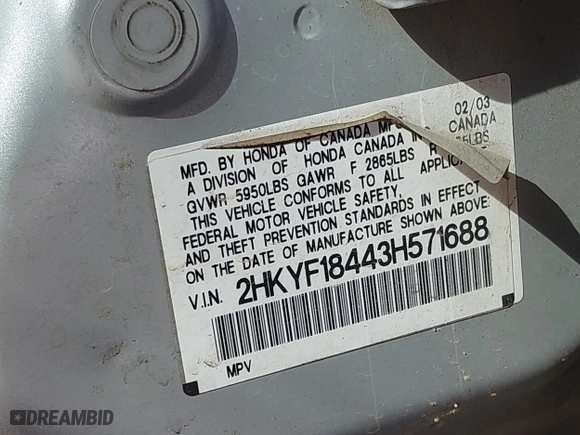 02/03
MFD. BY HONDA OF CANADA MFG. CANADA
A DIVISION OF HONDA CANADA
GVWR 5950LBS GAWR F 2865LBS R
THIS VEHICLE CONFORMS TO ALL
FEDERAL MOTOR VEHICLE SAFETY,
AND THEFT PREVENTION STANDARDS IN EFFECT
ON THE DATE OF MANUFACTURE SHOWN ABOVE:
V.I.N. 2HKYF18443H571688
MPV
DREAMBID